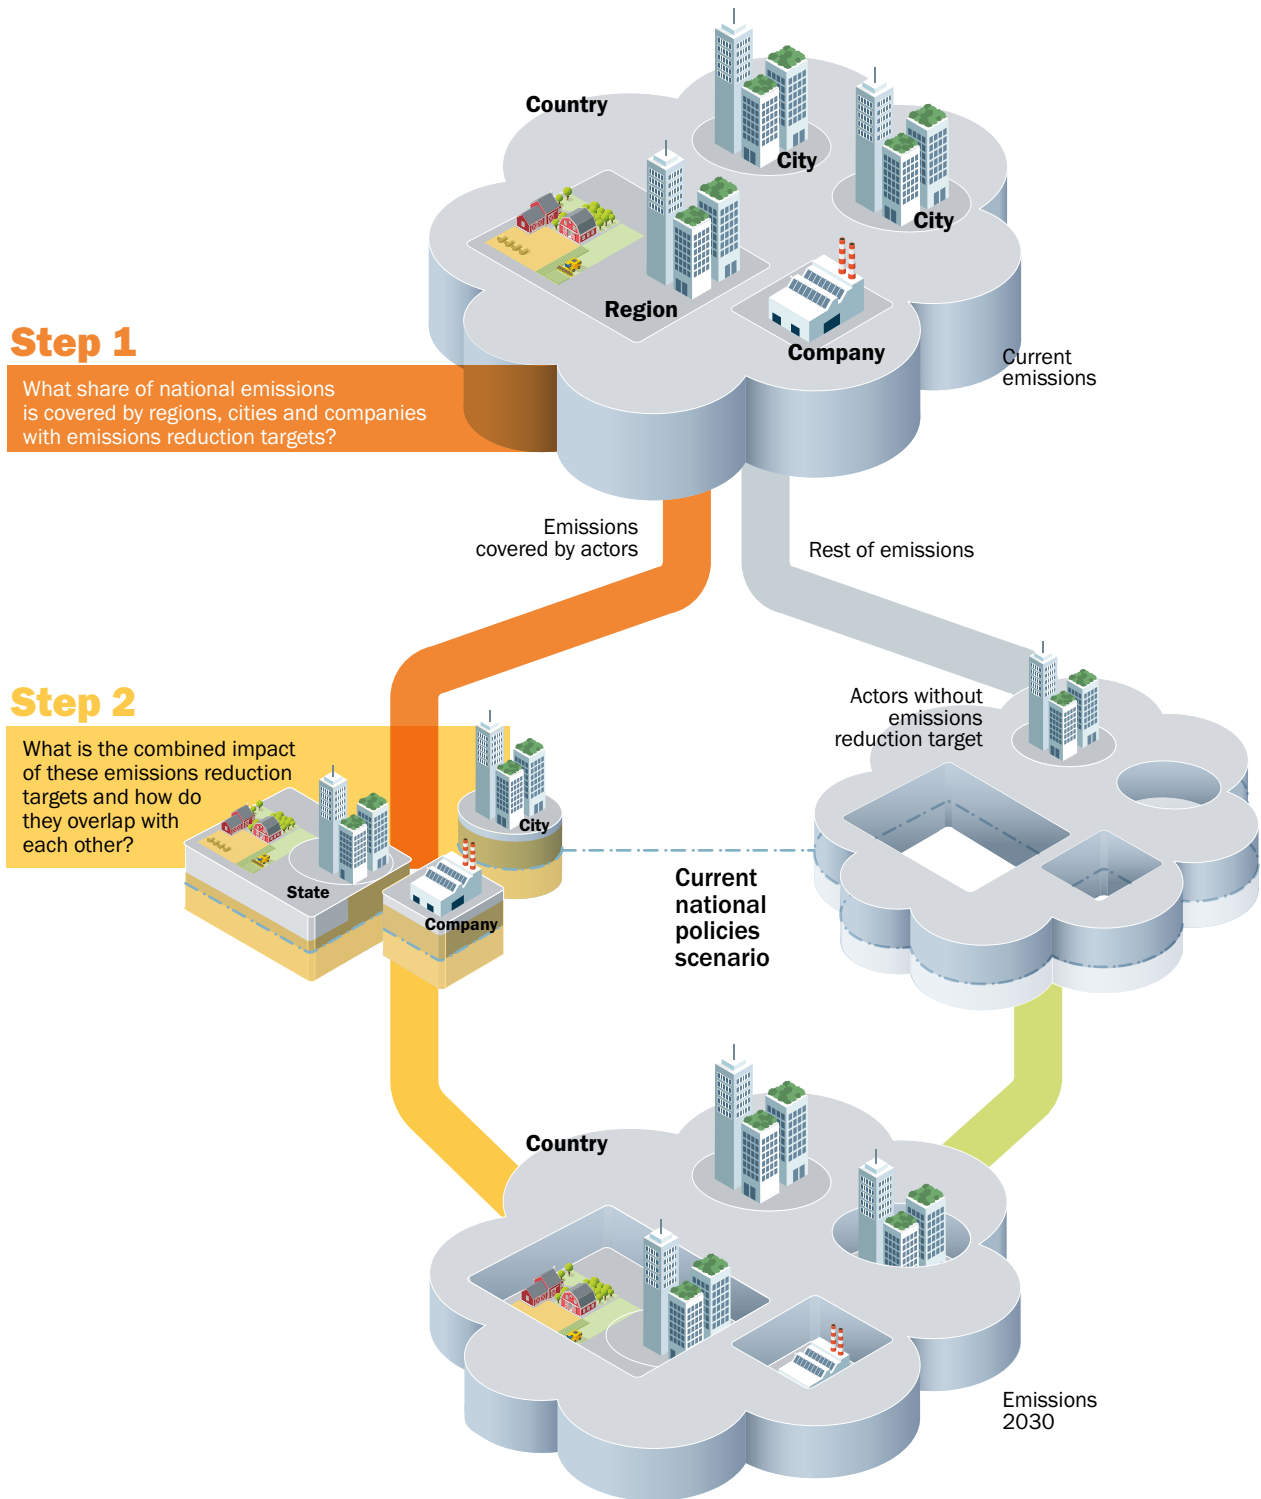 Country
City
City
Region
Company
Current
emissions
Step 1
What share of national emissions
is covered by regions, cities and companies
with emissions reduction targets?
Emissions
covered by actors
Rest of emissions
Step 2
What is the combined impact
of these emissions reduction
targets and how do
they overlap with
each other?
City
State
Company
Actors without
emissions
reduction target
Current
national
policies
scenario
Country
Emissions
2030